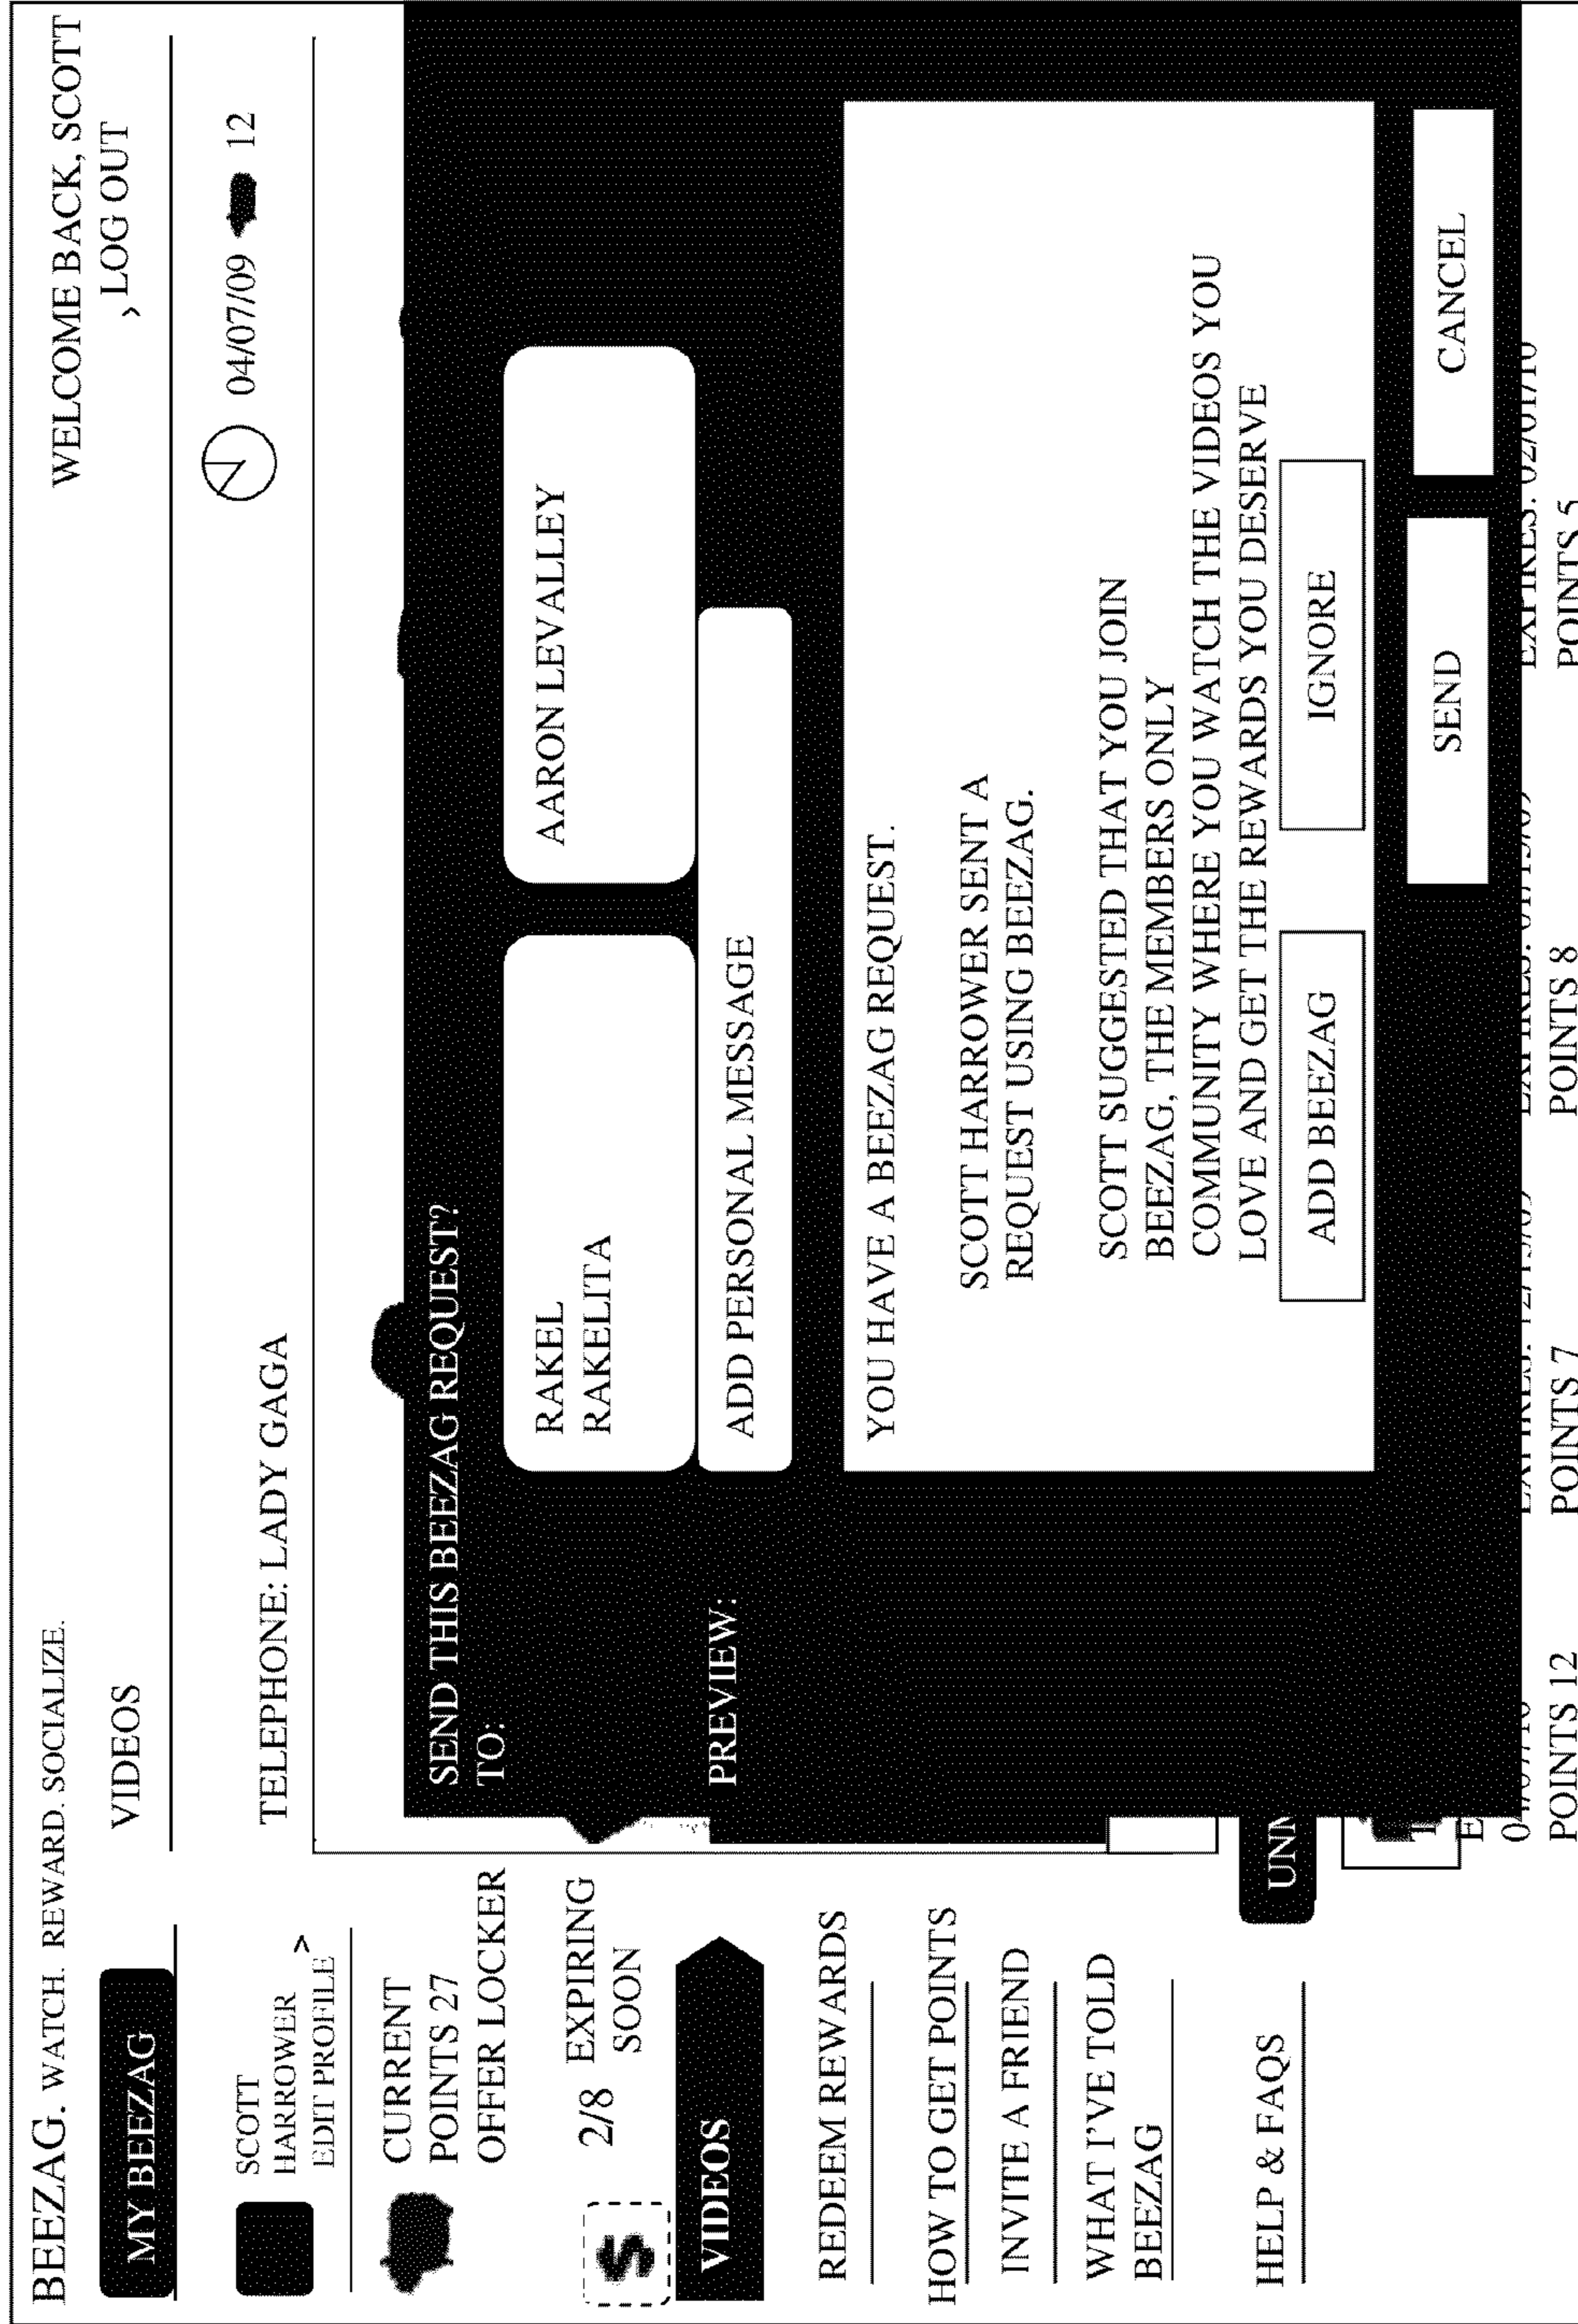 BEEZAG. WATCH. REWARD. SOCIALIZE.
WELCOME BACK, SCOTT
> LOG OUT
MY BEEZAG
VIDEOS
SCOTT
HARROWER
EDIT PROFILE >
CURRENT
POINTS 27
OFFER LOCKER
2/8 EXPIRING
SOON
$
VIDEOS
REDEEM REWARDS
HOW TO GET POINTS
INVITE A FRIEND
WHAT I'VE TOLD
BEEZAG
HELP & FAQS
TELEPHONE: LADY GAGA
04/07/09 12
SEND THIS BEEZAG REQUEST?
TO:
RAKEL
RAKELITA
AARON LEVALLEY
ADD PERSONAL MESSAGE
PREVIEW:
YOU HAVE A BEEZAG REQUEST.
SCOTT HARROWER SENT A
REQUEST USING BEEZAG.
SCOTT SUGGESTED THAT YOU JOIN
BEEZAG, THE MEMBERS ONLY
COMMUNITY WHERE YOU WATCH THE VIDEOS YOU
LOVE AND GET THE REWARDS YOU DESERVE
ADD BEEZAG
IGNORE
SEND
CANCEL
POINTS 12
POINTS 7
POINTS 8
POINTS 5